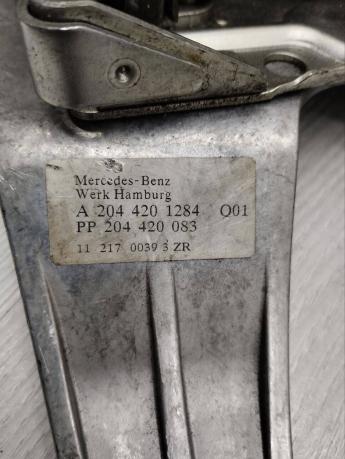 Mercedes-Benz
Werk Hamburg
A 204 420 1284 Q01
PP 204 420 083
11 217 0039 3 ZR